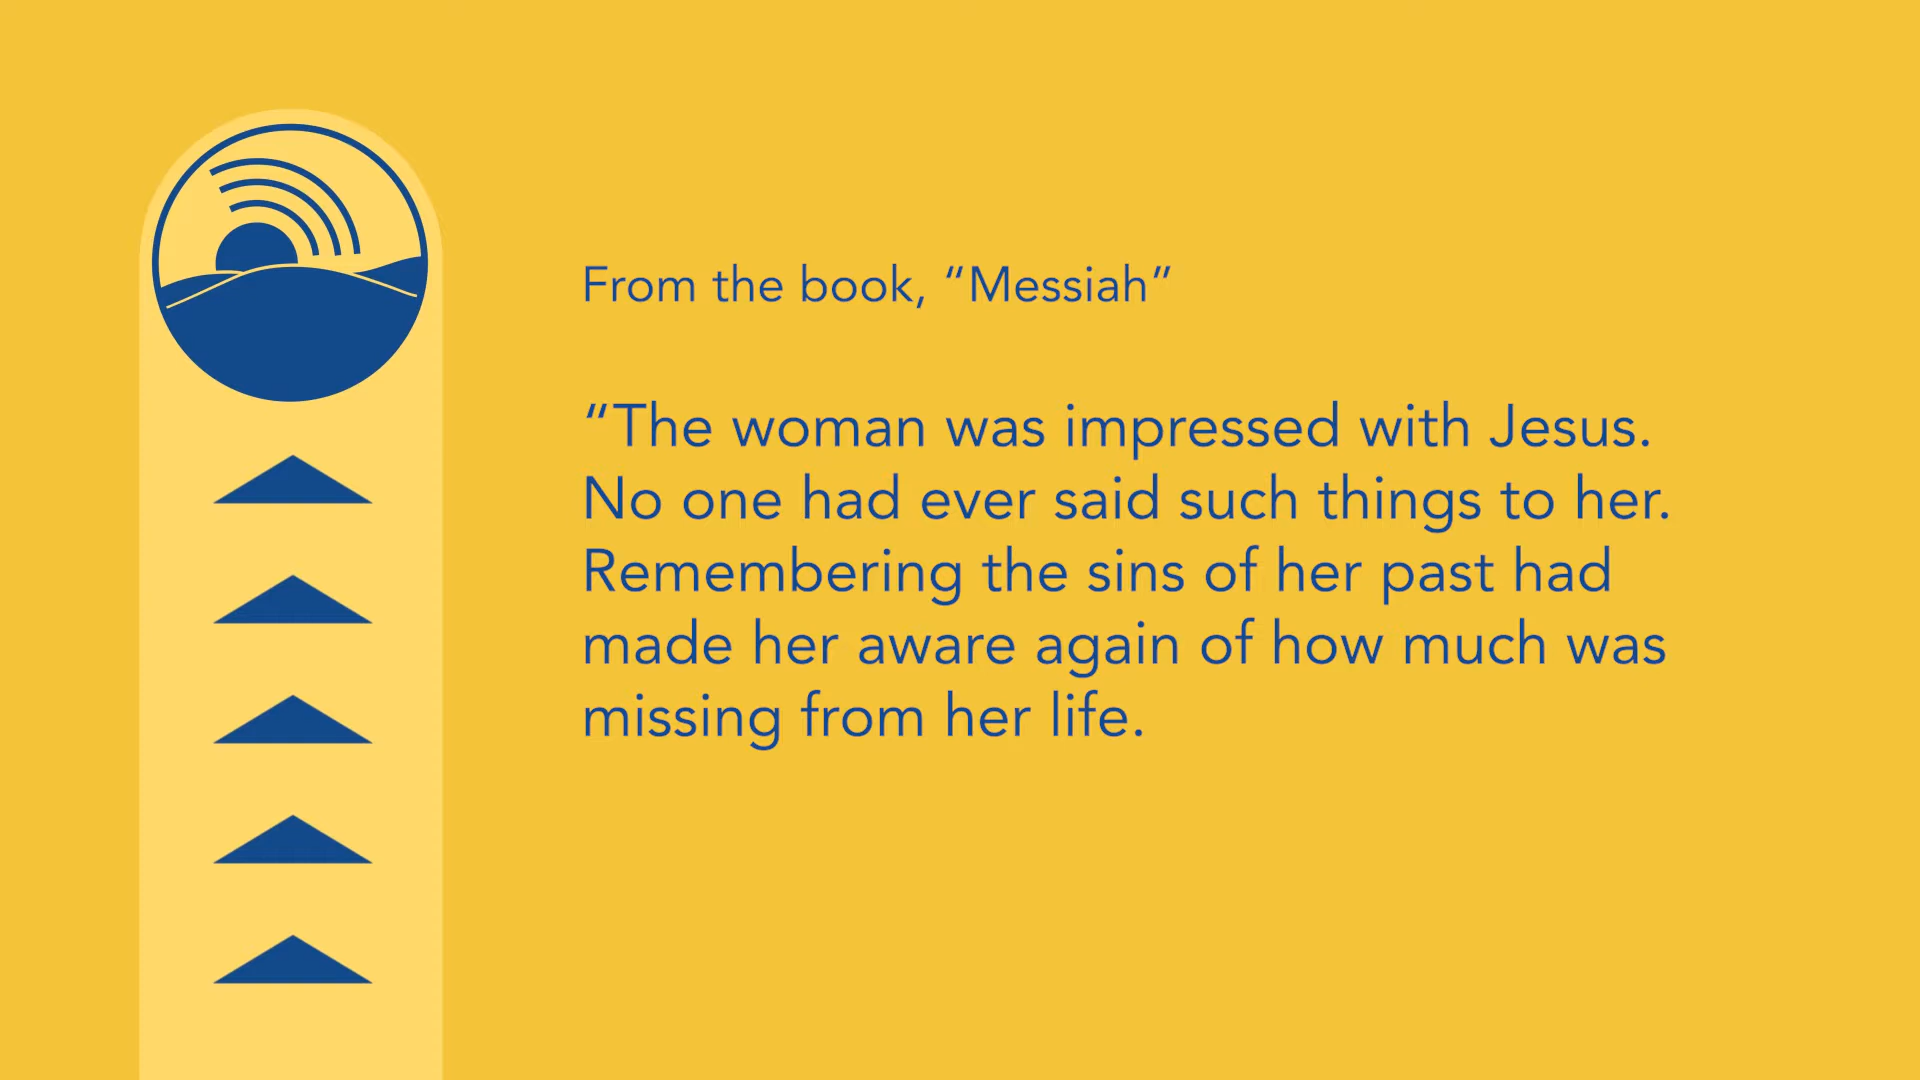 From the book, “Messiah”
“The woman was impressed with Jesus.
No one had ever said such things to her.
Remembering the sins of her past had
made her aware again of how much was
missing from her life.